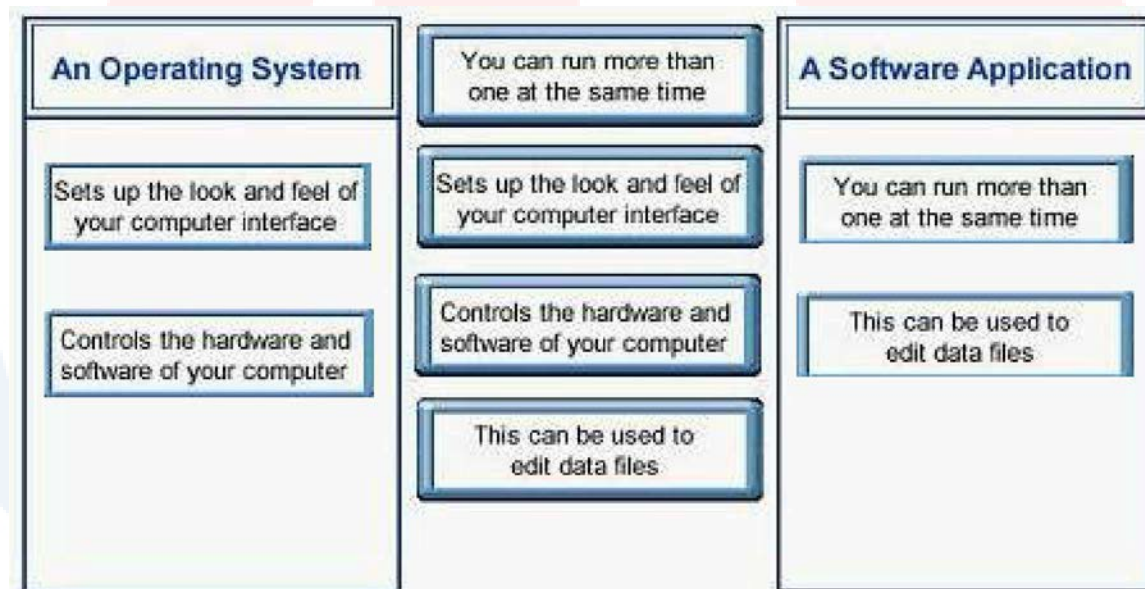 An Operating System
Sets up the look and feel of
your computer interface
Controls the hardware and
software of your computer
You can run more than
one at the same time
Sets up the look and feel of
your computer interface
Controls the hardware and
software of your computer
This can be used to
edit data files
A Software Application
You can run more than
one at the same time
This can be used to
edit data files